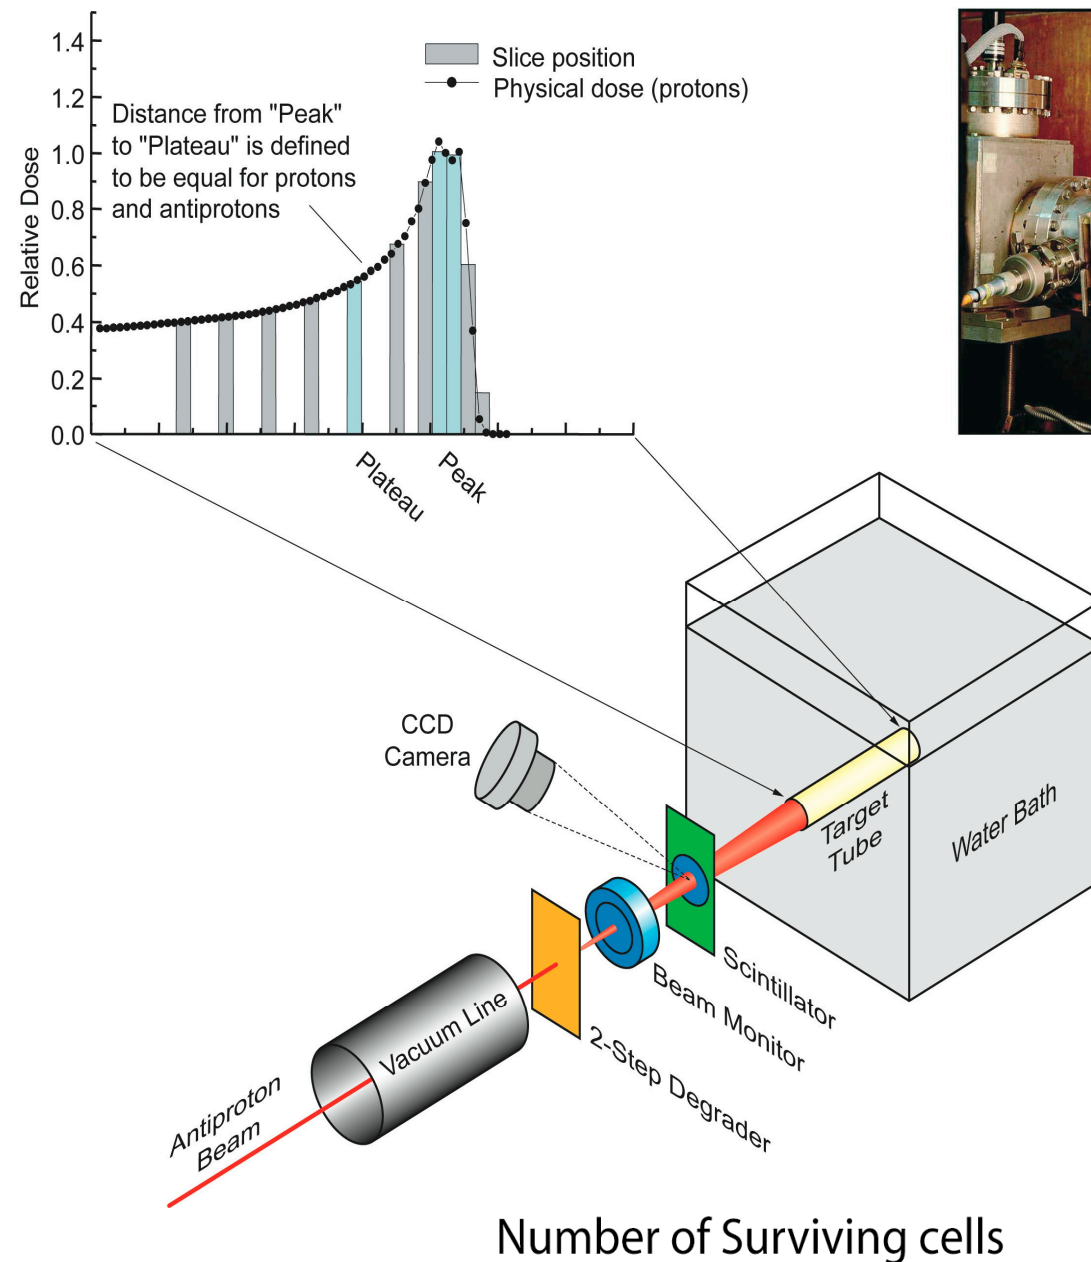 1.4
1.2
1.0
0.8
0.6
0.4
0.2
0.0
Relative Dose
Slice position
Physical dose (protons)
Distance from "Peak"
to "Plateau" is defined
to be equal for protons
and antiprotons
Plateau
Peak
CCD
Camera
Target
Tube
Water Bath
Scintillator
Beam Monitor
2-Step Degrader
Vacuum Line
Antiproton
Beam
Number of Surviving cells